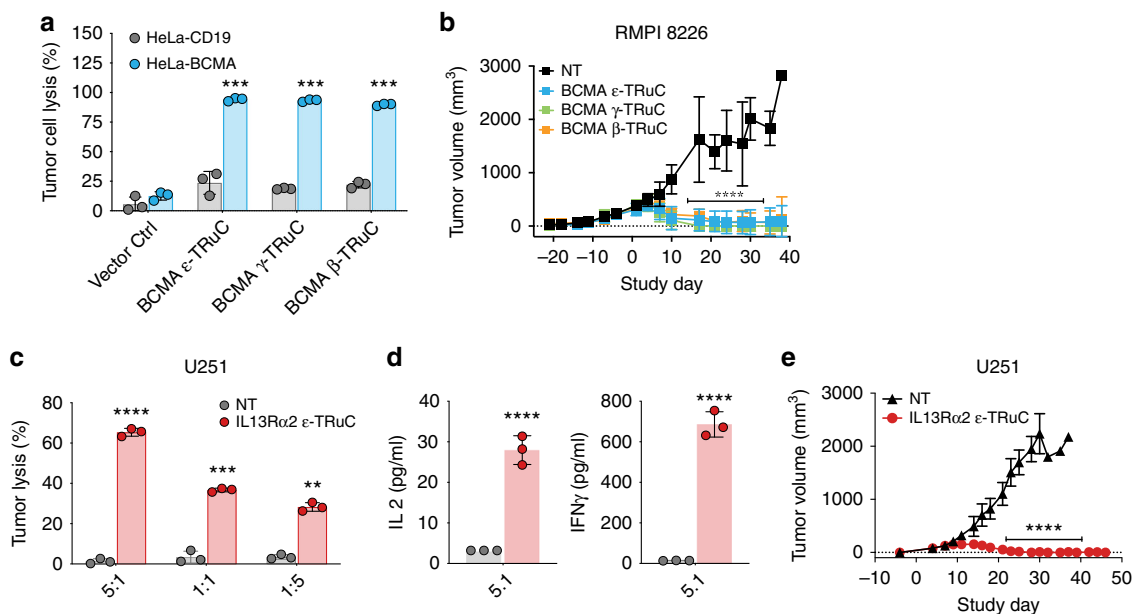 a
HeLa-CD19
HeLa-BCMA
Tumor cell lysis (%)
150
125
100
75
50
25
0
***
***
***
Vector Ctrl
BCMA ε-TRuC
BCMA γ-TRuC
BCMA β-TRuC
b
RMPI 8226
NT
BCMA ε-TRuC
BCMA γ-TRuC
BCMA β-TRuC
Tumor volume (mm³)
3000
2000
1000
0
****
−20 −10 0 10 20 30 40
Study day
c
U251
NT
IL13Rα2 ε-TRuC
Tumor lysis (%)
80
60
40
20
0
****
***
**
5:1
1:1
1:5
d
IL 2 (pg/ml)
40
30
20
10
0
****
5:1
IFNγ (pg/ml)
800
600
400
200
0
****
5:1
e
U251
NT
IL13Rα2 ε-TRuC
Tumor volume (mm³)
3000
2000
1000
0
****
−10 0 10 20 30 40 50
Study day